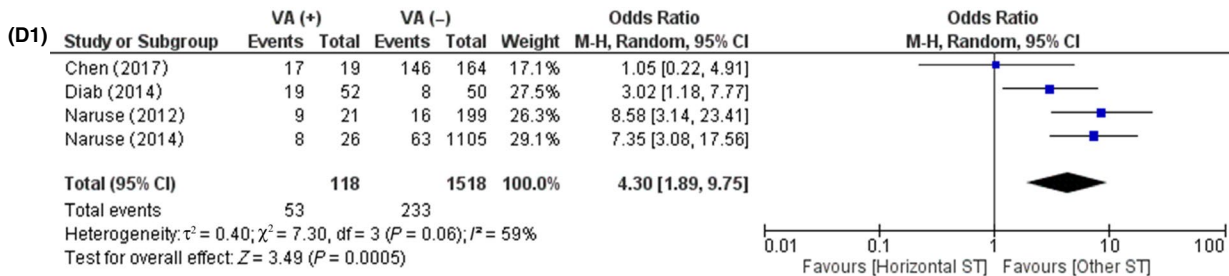 VA (+) VA (–) Odds Ratio Odds Ratio
(D1) Study or Subgroup Events Total Events Total Weight M-H, Random, 95% CI M-H, Random, 95% CI
Chen (2017) 17 19 146 164 17.1% 1.05 [0.22, 4.91]
Diab (2014) 19 52 8 50 27.5% 3.02 [1.18, 7.77]
Naruse (2012) 9 21 16 199 26.3% 8.58 [3.14, 23.41]
Naruse (2014) 8 26 63 1105 29.1% 7.35 [3.08, 17.56]
Total (95% CI) 118 1518 100.0% 4.30 [1.89, 9.75]
Total events 53 233
Heterogeneity: τ² = 0.40; χ² = 7.30, df = 3 (P = 0.06); I² = 59%
Test for overall effect: Z = 3.49 (P = 0.0005)
0.01 0.1 1 10 100
Favours [Horizontal ST] Favours [Other ST]